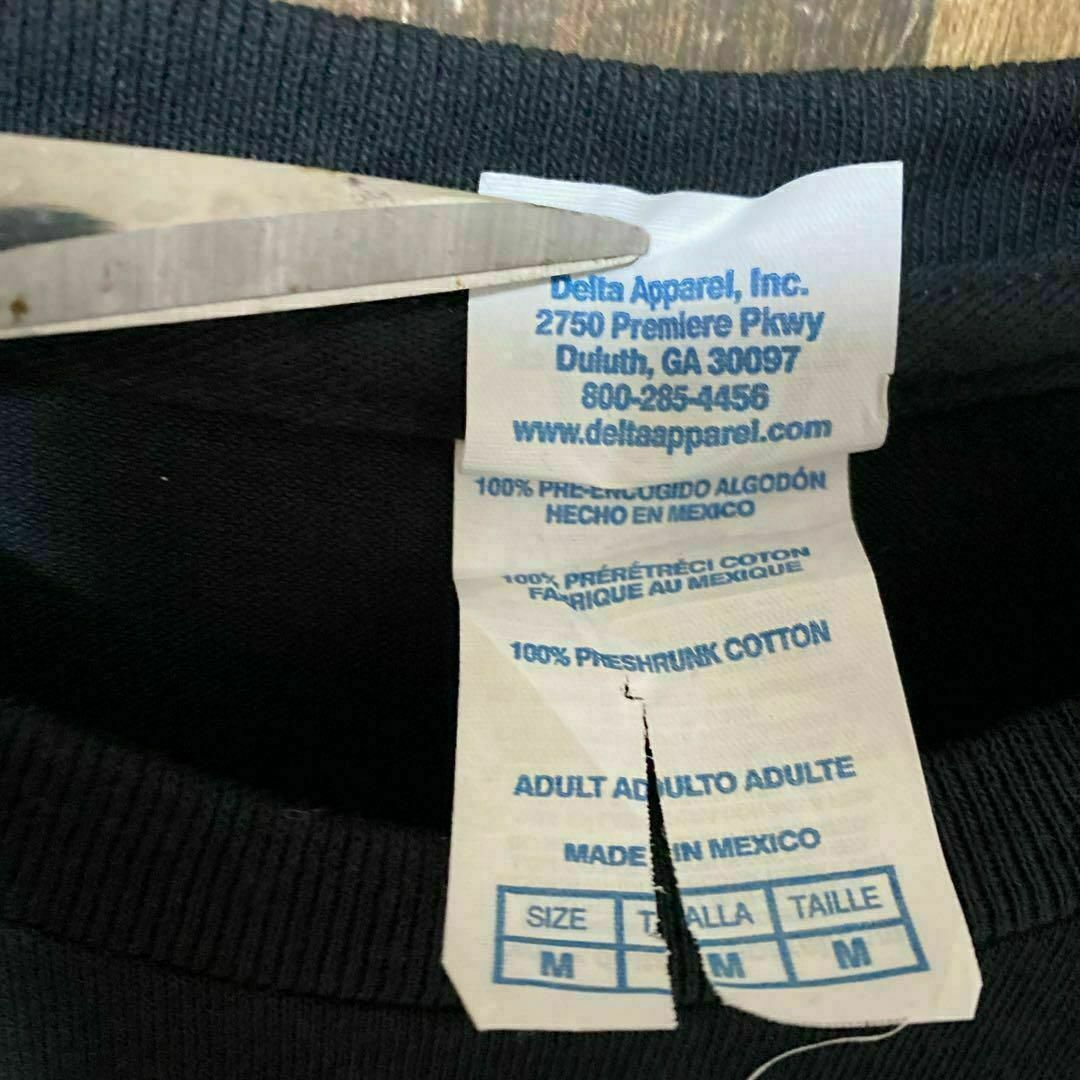 Delta Apparel, Inc.
2750 Premiere Pkwy
Duluth, GA 30097
800-285-4456
www.deltaapparel.com
100% PRE-ENCOGIDO ALGODÓN
HECHO EN MEXICO
100% PRÉRÉTRÉCI COTON
FABRIQUE AU MEXIQUE
100% PRESHRUNK COTTON
ADULT ADULTO ADULTE
MADE IN MEXICO
SIZE TALLA TAILLE
M M M